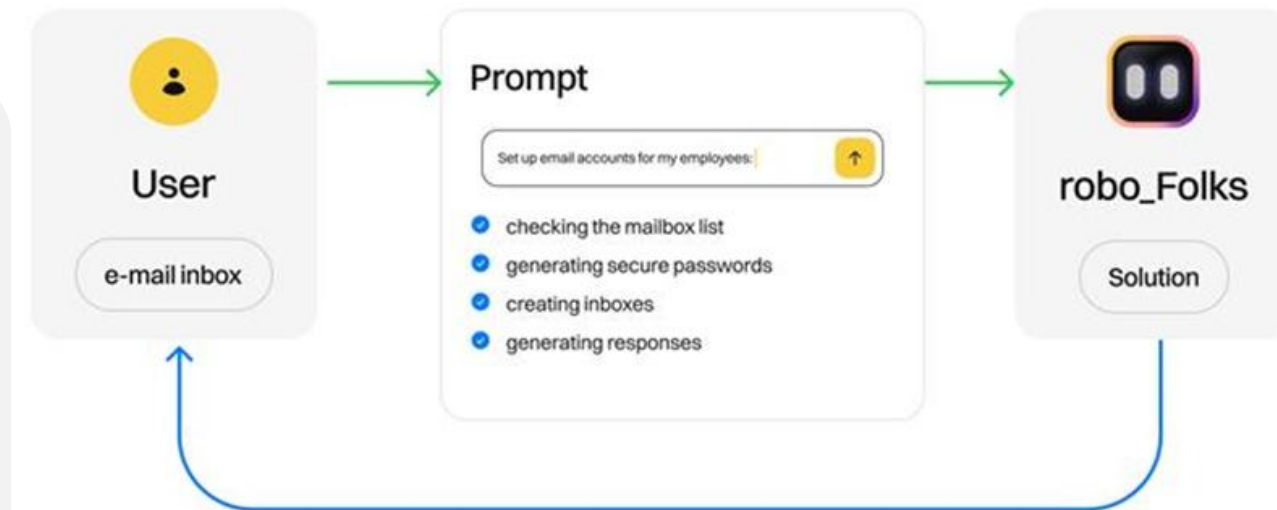 User
e-mail inbox
Prompt
Set up email accounts for my employees:
checking the mailbox list
generating secure passwords
creating inboxes
generating responses
robo_Folks
Solution